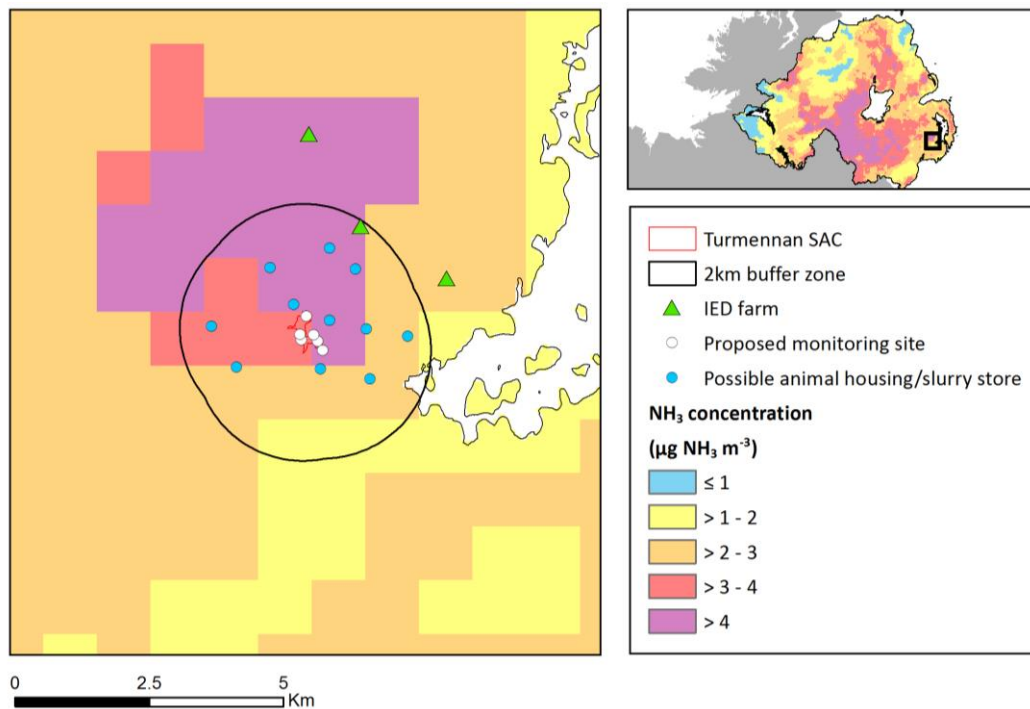 Turmennan SAC
2km buffer zone
IED farm
Proposed monitoring site
Possible animal housing/slurry store
NH₃ concentration
(µg NH₃ m⁻³)
≤ 1
> 1 - 2
> 2 - 3
> 3 - 4
> 4
0 2.5 5
Km